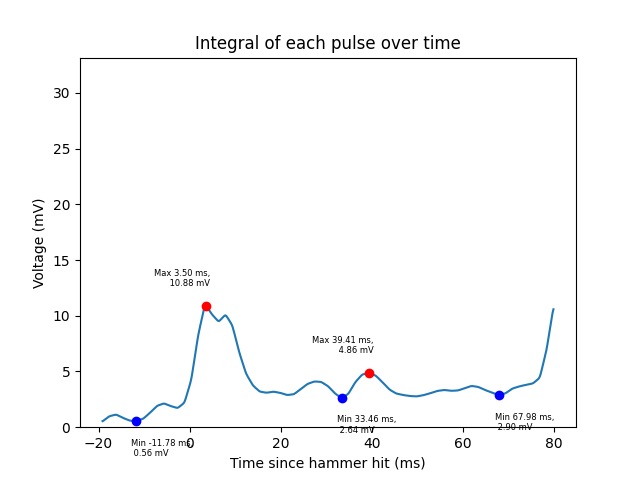 Integral of each pulse over time
Voltage (mV)
30
25
20
15
10
5
0
Max 3.50 ms,
10.88 mV
Max 39.41 ms,
4.86 mV
Min 33.46 ms,
2.64 mV
Min 67.98 ms,
2.90 mV
Min -11.78 ms,
0.56 mV
−20
0
20
40
60
80
Time since hammer hit (ms)